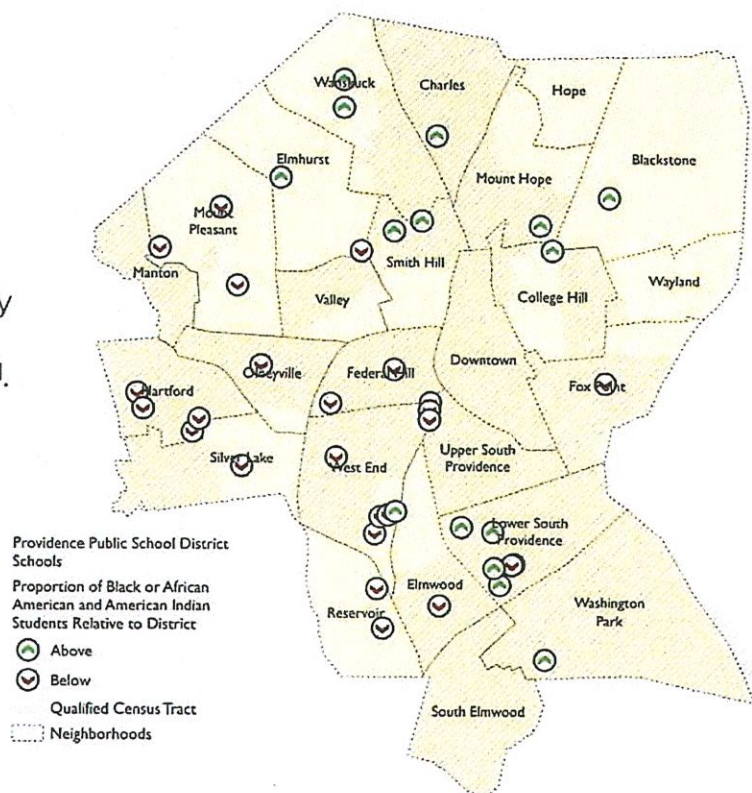 Wanskuck
Charles
Hope
Blackstone
Elmhurst
Mount Hope
Mount
Pleasant
Smith Hill
Manton
Valley
College Hill
Wayland
y
l.
Downtown
Olneyville
Federal Hill
Fox Point
Hartford
Upper South
Providence
Silver Lake
West End
Lower South
Providence
Elmwood
Washington
Park
Reservoir
South Elmwood
Providence Public School District
Schools
Proportion of Black or African
American and American Indian
Students Relative to District
Above
Below
Qualified Census Tract
Neighborhoods